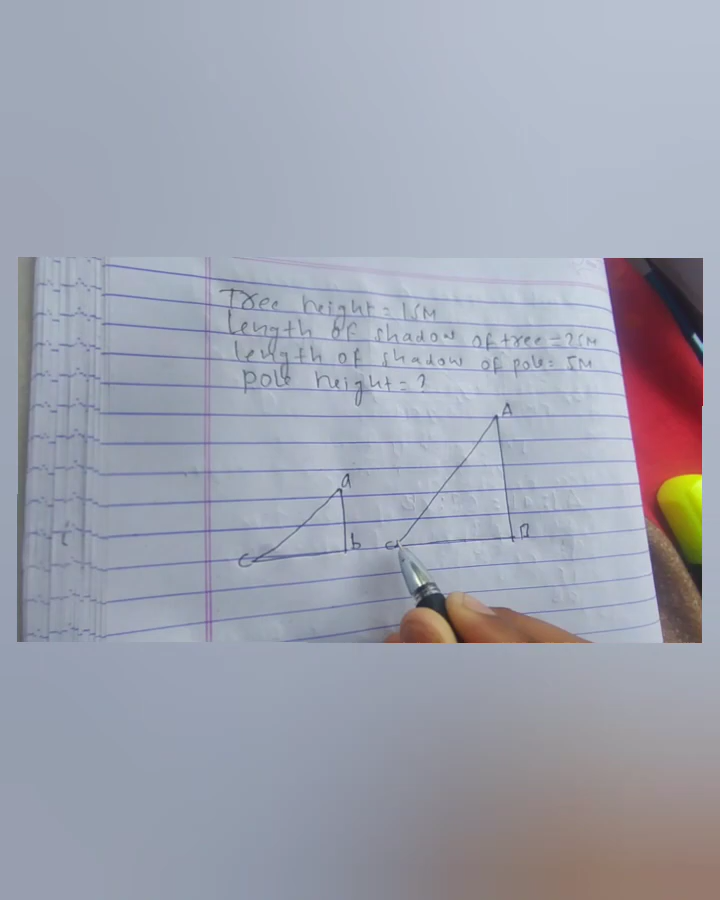 Tree height = 15M
Length of shadow of tree = 25M
length of shadow of pole = 5M
pole height = ?
A
a
b
B
c
c